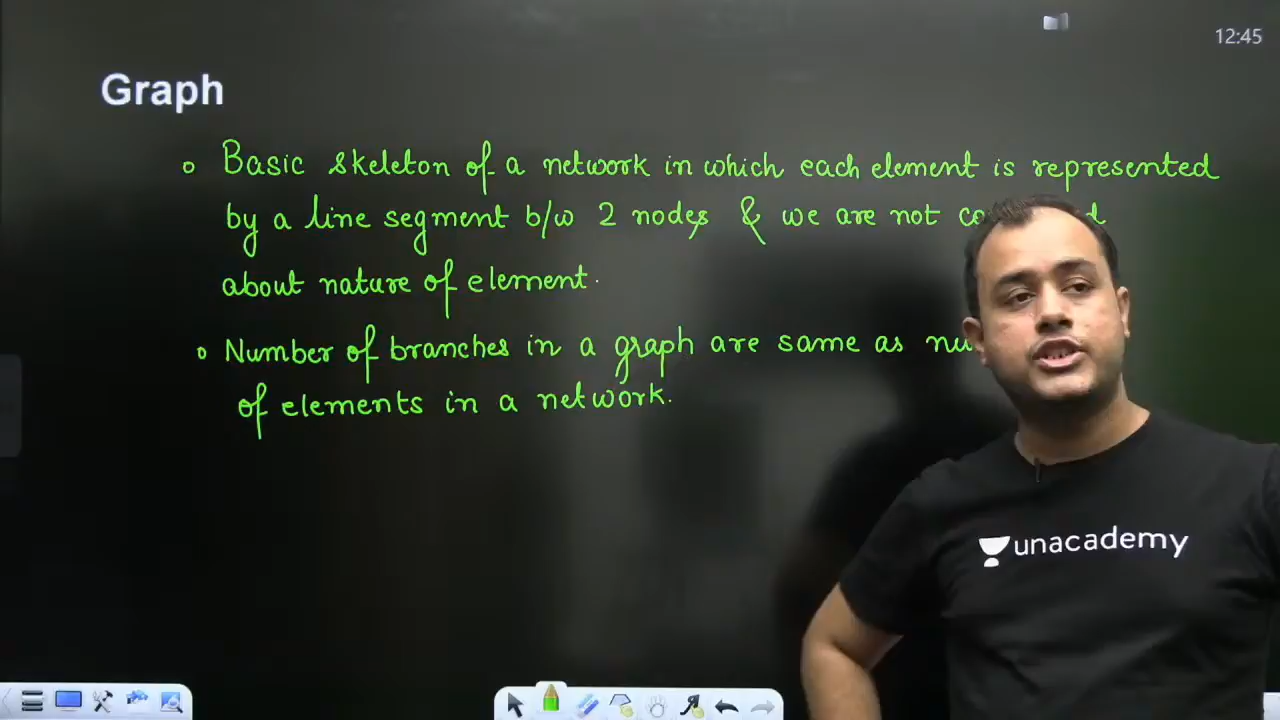 12:45
Graph
Basic skeleton of a network in which each element is represented
by a line segment b/w 2 nodes & we are not
about nature of element.
Number of branches in a graph are same as
of elements in a network.
unacademy